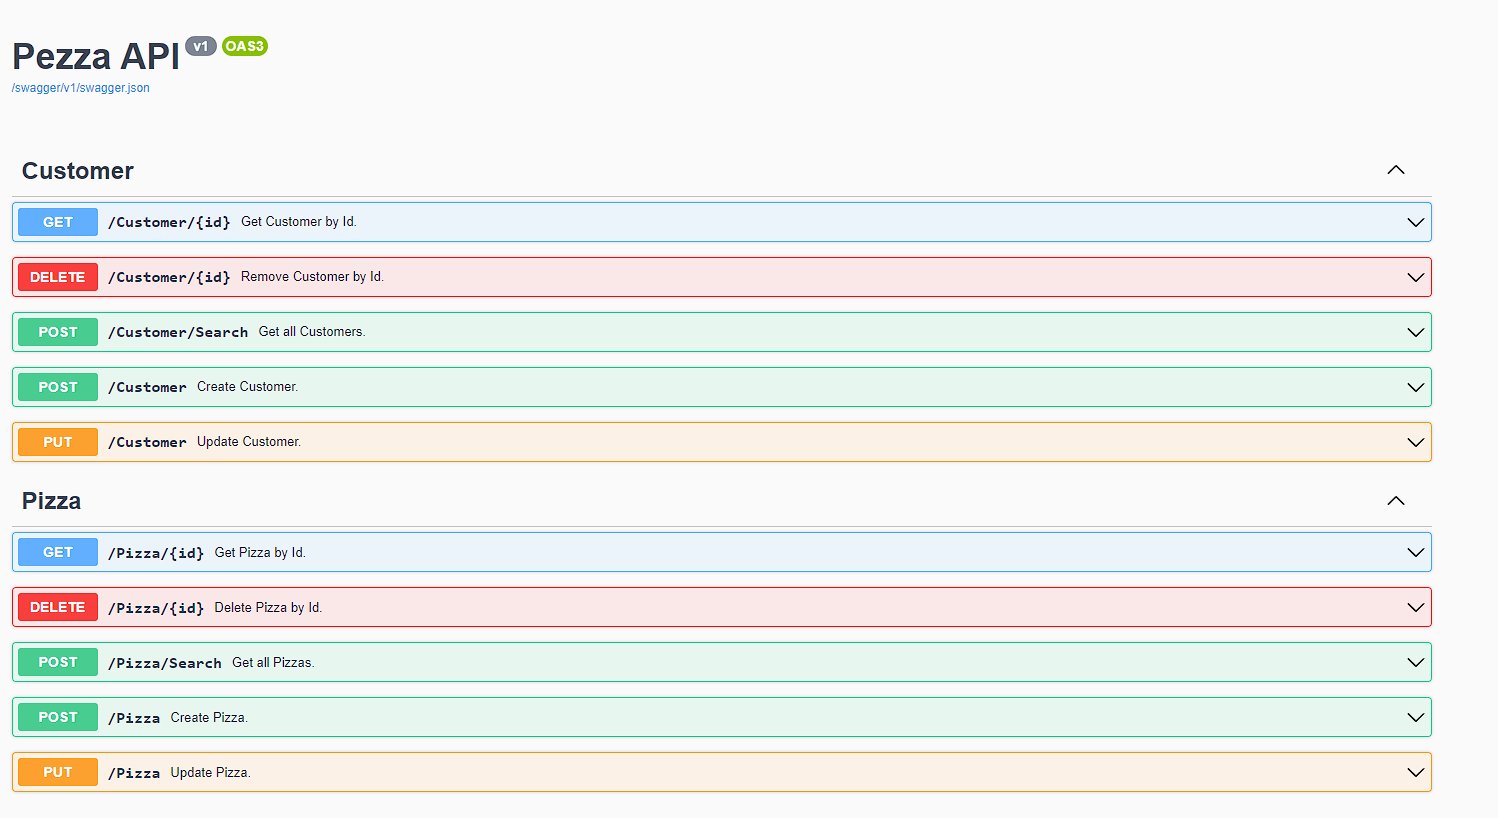 Pezza API v1 OAS3
/swagger/v1/swagger.json
Customer
GET /Customer/{id} Get Customer by Id.
DELETE /Customer/{id} Remove Customer by Id.
POST /Customer/Search Get all Customers.
POST /Customer Create Customer.
PUT /Customer Update Customer.
Pizza
GET /Pizza/{id} Get Pizza by Id.
DELETE /Pizza/{id} Delete Pizza by Id.
POST /Pizza/Search Get all Pizzas.
POST /Pizza Create Pizza.
PUT /Pizza Update Pizza.